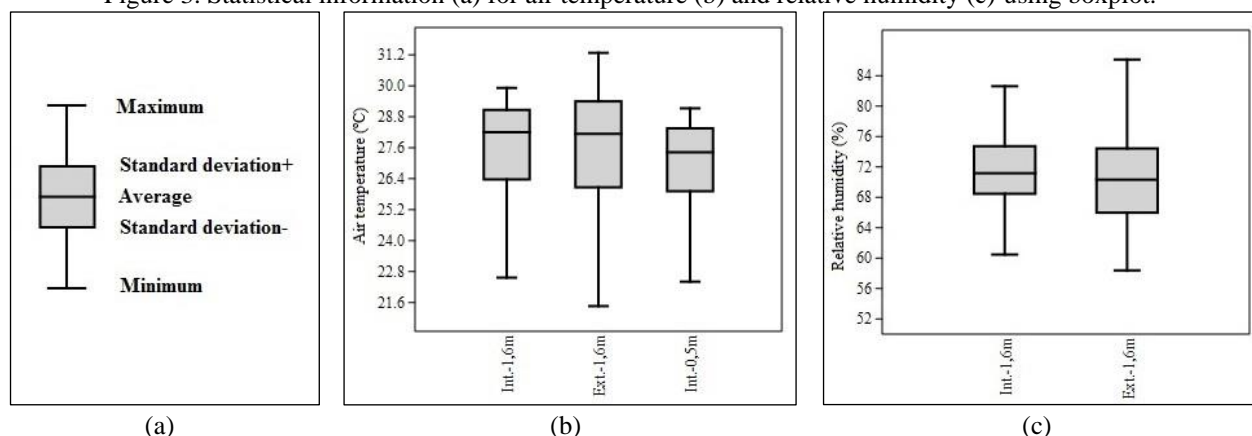 Figure 3. Statistical information (a) for air temperature (b) and relative humidity (c) using boxplot.
Maximum
Standard deviation+
Average
Standard deviation-
Minimum
Air temperature (°C)
31.2
30.0
28.8
27.6
26.4
25.2
24.0
22.8
21.6
Int.-1,6m
Ext.-1,6m
Int.-0,5m
Relative humidity (%)
84
80
76
72
68
64
60
56
52
Int.-1,6m
Ext.-1,6m
(a)
(b)
(c)